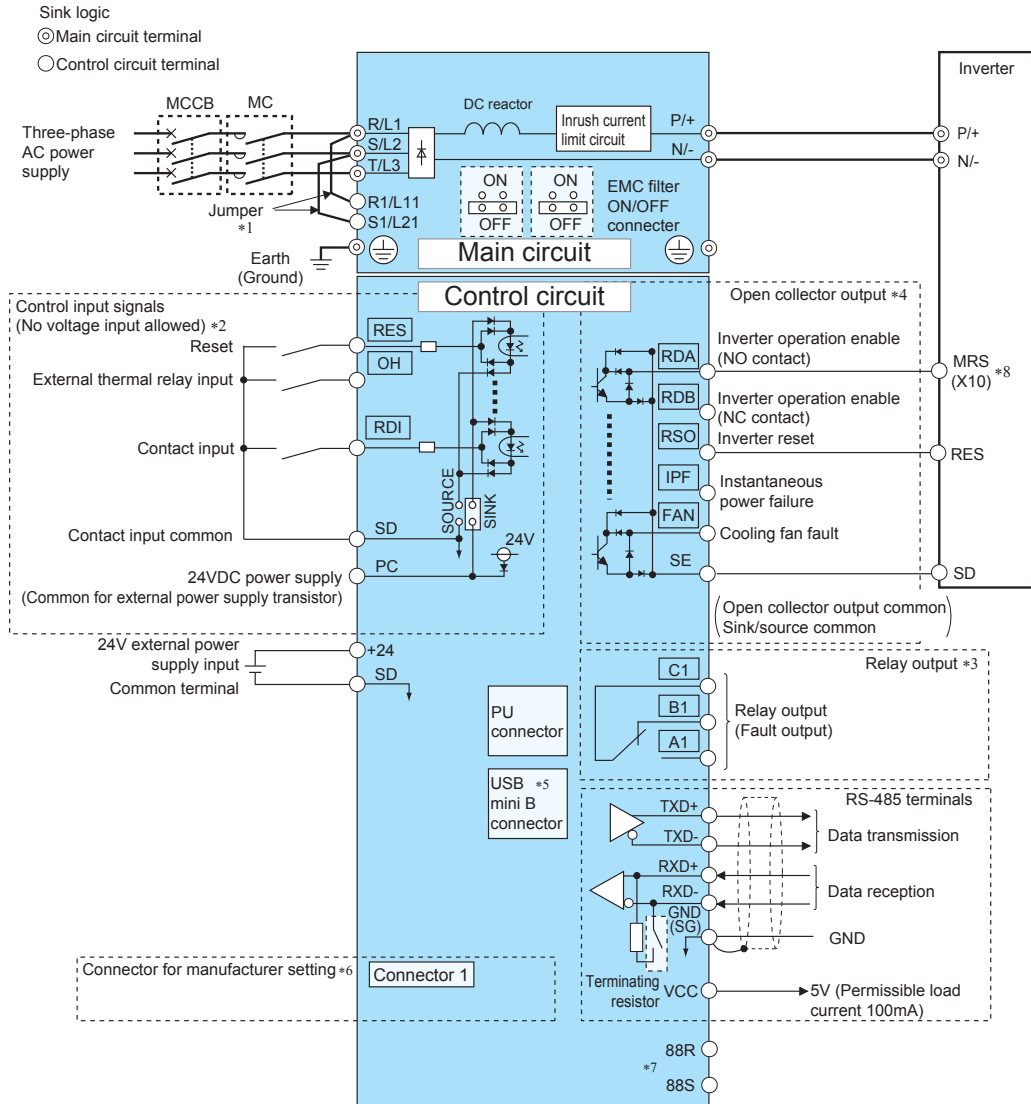 Sink logic
Main circuit terminal
Control circuit terminal
MCCB
MC
Three-phase
AC power
supply
Jumper
*1
Earth
(Ground)
R/L1
S/L2
T/L3
R1/L11
S1/L21
DC reactor
Inrush current
limit circuit
P/+
N/-
ON
OFF
ON
OFF
EMC filter
ON/OFF
connecter
Main circuit
Inverter
P/+
N/-
Control circuit
Control input signals
(No voltage input allowed) *2
Reset
External thermal relay input
Contact input
Contact input common
24VDC power supply
(Common for external power supply transistor)
RES
OH
RDI
SD
PC
SOURCE
SINK
24V
24V external power
supply input
Common terminal
+24
SD
Open collector output *4
RDA
RDB
RSO
IPF
FAN
SE
Inverter operation enable
(NO contact)
Inverter operation enable
(NC contact)
Inverter reset
Instantaneous
power failure
Cooling fan fault
(Open collector output common
Sink/source common)
MRS
(X10) *8
RES
SD
PU
connector
USB *5
mini B
connector
Relay output *3
C1
B1
A1
Relay output
(Fault output)
RS-485 terminals
TXD+
TXD-
RXD+
RXD-
GND
(SG)
Data transmission
Data reception
GND
Terminating
resistor
VCC
5V (Permissible load
current 100mA)
Connector for manufacturer setting *6
Connector 1
88R
*7
88S